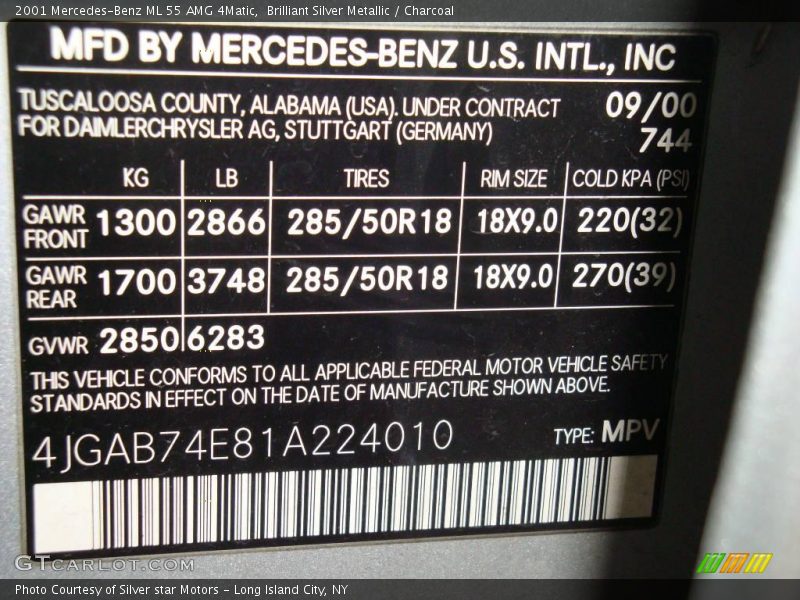 2001 Mercedes-Benz ML 55 AMG 4Matic,  Brilliant Silver Metallic / Charcoal
MFD BY MERCEDES-BENZ U.S. INTL., INC
TUSCALOOSA COUNTY, ALABAMA (USA). UNDER CONTRACT 09/00
FOR DAIMLERCHRYSLER AG, STUTTGART (GERMANY) 744
KG LB TIRES RIM SIZE COLD KPA (PSI)
GAWR FRONT 1300 2866 285/50R18 18X9.0 220(32)
GAWR REAR 1700 3748 285/50R18 18X9.0 270(39)
GVWR 2850 6283
THIS VEHICLE CONFORMS TO ALL APPLICABLE FEDERAL MOTOR VEHICLE SAFETY
STANDARDS IN EFFECT ON THE DATE OF MANUFACTURE SHOWN ABOVE.
4JGAB74E81A224010 TYPE: MPV
GTCARLOT.COM
Photo Courtesy of Silver star Motors - Long Island City, NY